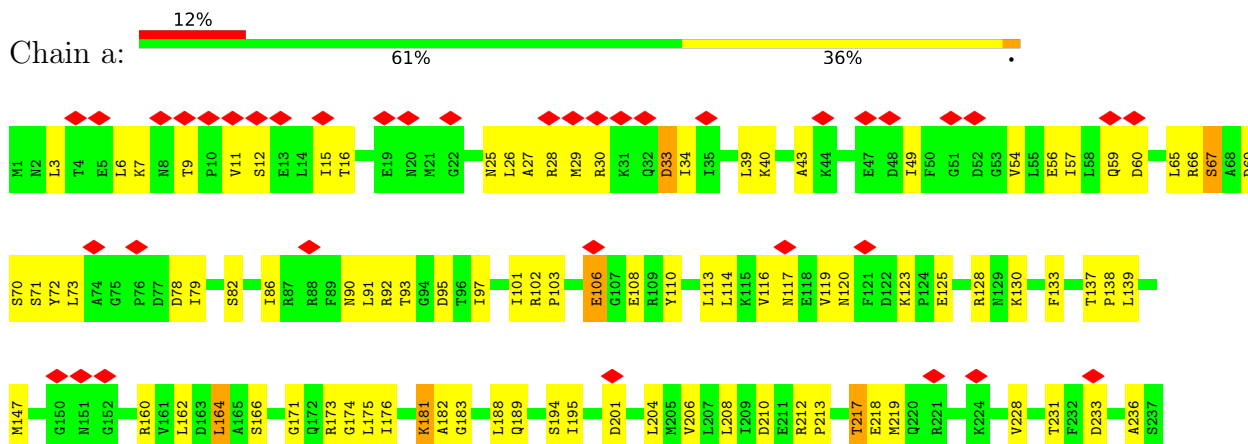 12%
Chain a:
61% 36% •
M1 N2 L3 T4 E5 L6 K7 N8 T9 P10 V11 S12 E13 L14 I15 T16 E19 N20 M21 G22 N25 L26 A27 R28 M29 R30 K31 Q32 D33 I34 I35 L39 K40 A43 K44 E47 D48 I49 F50 G51 D52 G53 V54 L55 E56 I57 L58 Q59 D60 L65 R66 S67 A68
S70 S71 Y72 L73 A74 G75 P76 D77 D78 I79 S82 I86 R87 R88 F89 N90 L91 R92 T93 G94 D95 T96 I97 I101 R102 P103 E106 G107 E108 R109 Y110 L113 L114 K115 V116 N117 E118 V119 N120 F121 D122 K123 P124 E125 R128 N129 K130 F133 T137 P138 L139
M147 G150 N151 G152 R160 V161 L162 D163 L164 A165 S166 G171 Q172 R173 G174 L175 I176 K181 A182 G183 L188 Q189 S194 I195 D201 L204 M205 V206 L207 L208 I209 D210 E211 R212 P213 T217 E218 M219 Q220 R221 K224 V228 T231 F232 D233 A236 S237